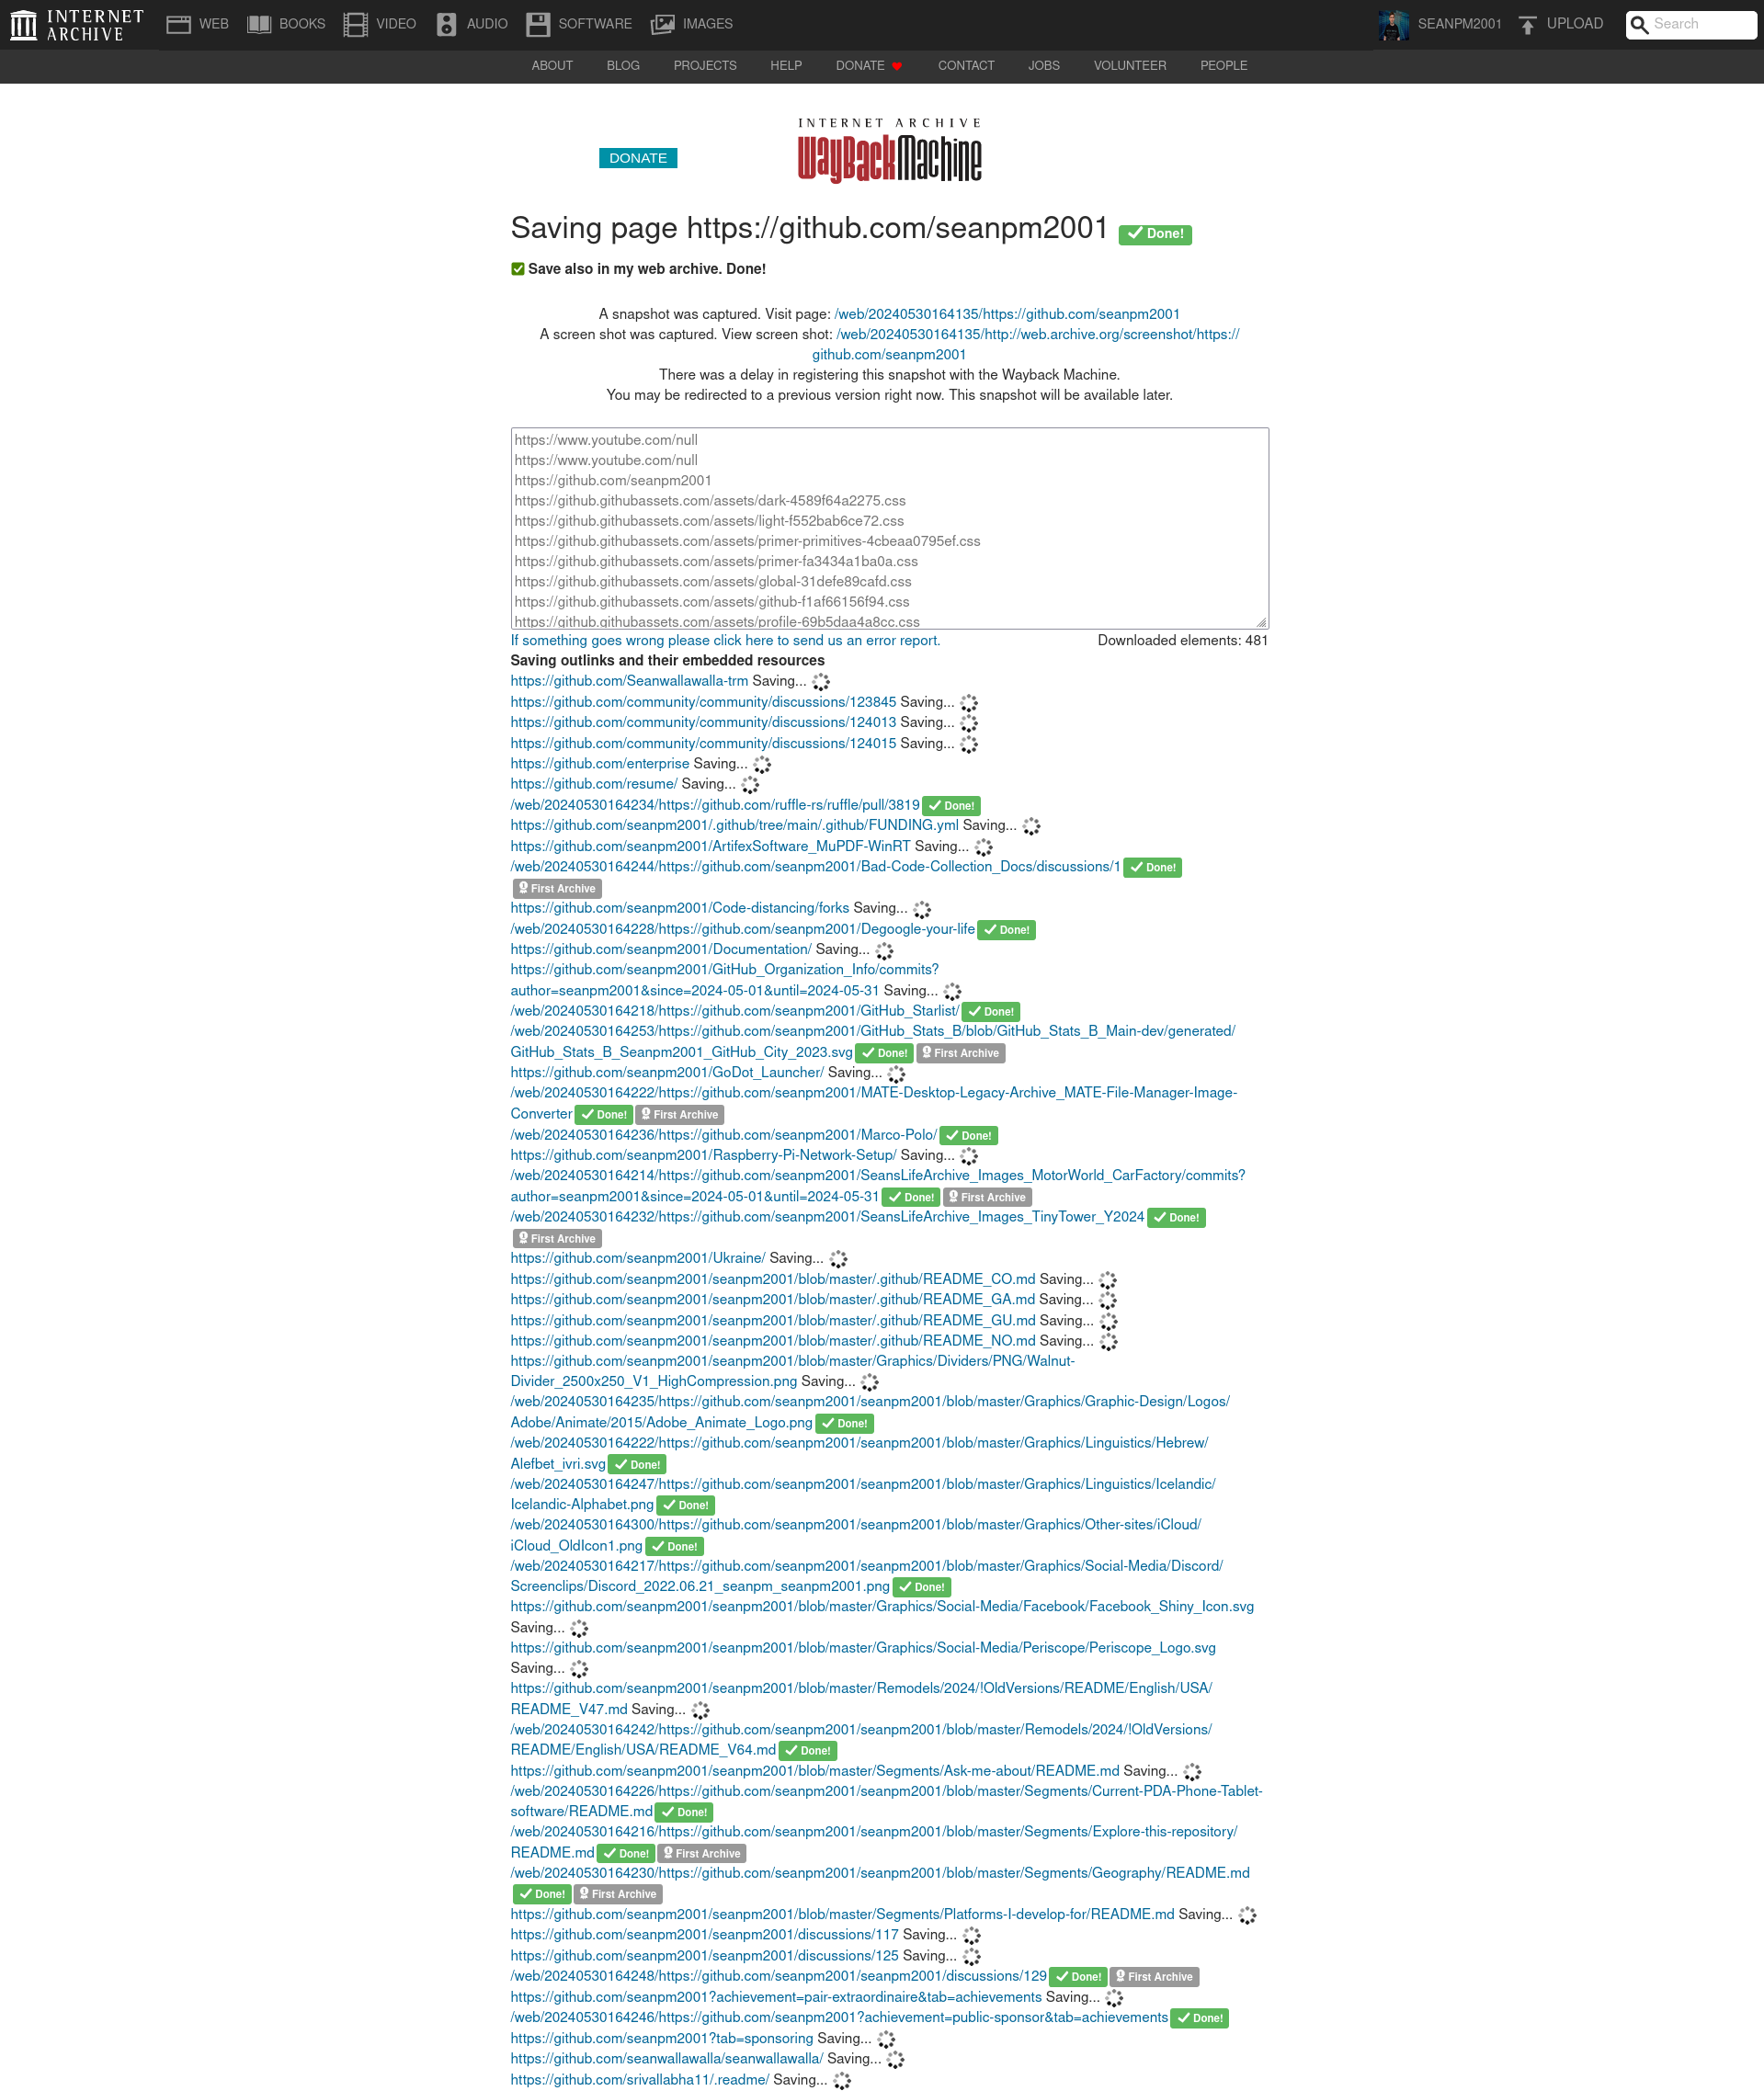 INTERNET ARCHIVE WEB BOOKS VIDEO AUDIO SOFTWARE IMAGES SEANPM2001 UPLOAD Search
ABOUT BLOG PROJECTS HELP DONATE CONTACT JOBS VOLUNTEER PEOPLE
INTERNET ARCHIVE
WayBackMachine
DONATE
Saving page https://github.com/seanpm2001 Done!
Save also in my web archive. Done!
A snapshot was captured. Visit page: /web/20240530164135/https://github.com/seanpm2001
A screen shot was captured. View screen shot: /web/20240530164135/http://web.archive.org/screenshot/https://
github.com/seanpm2001
There was a delay in registering this snapshot with the Wayback Machine.
You may be redirected to a previous version right now. This snapshot will be available later.
https://www.youtube.com/null
https://www.youtube.com/null
https://github.com/seanpm2001
https://github.githubassets.com/assets/dark-4589f64a2275.css
https://github.githubassets.com/assets/light-f552bab6ce72.css
https://github.githubassets.com/assets/primer-primitives-4cbeaa0795ef.css
https://github.githubassets.com/assets/primer-fa3434a1ba0a.css
https://github.githubassets.com/assets/global-31defe89cafd.css
https://github.githubassets.com/assets/github-f1af66156f94.css
https://github.githubassets.com/assets/profile-69b5daa4a8cc.css
If something goes wrong please click here to send us an error report. Downloaded elements: 481
Saving outlinks and their embedded resources
https://github.com/Seanwallawalla-trm Saving...
https://github.com/community/community/discussions/123845 Saving...
https://github.com/community/community/discussions/124013 Saving...
https://github.com/community/community/discussions/124015 Saving...
https://github.com/enterprise Saving...
https://github.com/resume/ Saving...
/web/20240530164234/https://github.com/ruffle-rs/ruffle/pull/3819 Done!
https://github.com/seanpm2001/.github/tree/main/.github/FUNDING.yml Saving...
https://github.com/seanpm2001/ArtifexSoftware_MuPDF-WinRT Saving...
/web/20240530164244/https://github.com/seanpm2001/Bad-Code-Collection_Docs/discussions/1 Done!
First Archive
https://github.com/seanpm2001/Code-distancing/forks Saving...
/web/20240530164228/https://github.com/seanpm2001/Degoogle-your-life Done!
https://github.com/seanpm2001/Documentation/ Saving...
https://github.com/seanpm2001/GitHub_Organization_Info/commits?
author=seanpm2001&since=2024-05-01&until=2024-05-31 Saving...
/web/20240530164218/https://github.com/seanpm2001/GitHub_Starlist/ Done!
/web/20240530164253/https://github.com/seanpm2001/GitHub_Stats_B/blob/GitHub_Stats_B_Main-dev/generated/
GitHub_Stats_B_Seanpm2001_GitHub_City_2023.svg Done! First Archive
https://github.com/seanpm2001/GoDot_Launcher/ Saving...
/web/20240530164222/https://github.com/seanpm2001/MATE-Desktop-Legacy-Archive_MATE-File-Manager-Image-
Converter Done! First Archive
/web/20240530164236/https://github.com/seanpm2001/Marco-Polo/ Done!
https://github.com/seanpm2001/Raspberry-Pi-Network-Setup/ Saving...
/web/20240530164214/https://github.com/seanpm2001/SeansLifeArchive_Images_MotorWorld_CarFactory/commits?
author=seanpm2001&since=2024-05-01&until=2024-05-31 Done! First Archive
/web/20240530164232/https://github.com/seanpm2001/SeansLifeArchive_Images_TinyTower_Y2024 Done!
First Archive
https://github.com/seanpm2001/Ukraine/ Saving...
https://github.com/seanpm2001/seanpm2001/blob/master/.github/README_CO.md Saving...
https://github.com/seanpm2001/seanpm2001/blob/master/.github/README_GA.md Saving...
https://github.com/seanpm2001/seanpm2001/blob/master/.github/README_GU.md Saving...
https://github.com/seanpm2001/seanpm2001/blob/master/.github/README_NO.md Saving...
https://github.com/seanpm2001/seanpm2001/blob/master/Graphics/Dividers/PNG/Walnut-
Divider_2500x250_V1_HighCompression.png Saving...
/web/20240530164235/https://github.com/seanpm2001/seanpm2001/blob/master/Graphics/Graphic-Design/Logos/
Adobe/Animate/2015/Adobe_Animate_Logo.png Done!
/web/20240530164222/https://github.com/seanpm2001/seanpm2001/blob/master/Graphics/Linguistics/Hebrew/
Alefbet_ivri.svg Done!
/web/20240530164247/https://github.com/seanpm2001/seanpm2001/blob/master/Graphics/Linguistics/Icelandic/
Icelandic-Alphabet.png Done!
/web/20240530164300/https://github.com/seanpm2001/seanpm2001/blob/master/Graphics/Other-sites/iCloud/
iCloud_OldIcon1.png Done!
/web/20240530164217/https://github.com/seanpm2001/seanpm2001/blob/master/Graphics/Social-Media/Discord/
Screenclips/Discord_2022.06.21_seanpm_seanpm2001.png Done!
https://github.com/seanpm2001/seanpm2001/blob/master/Graphics/Social-Media/Facebook/Facebook_Shiny_Icon.svg
Saving...
https://github.com/seanpm2001/seanpm2001/blob/master/Graphics/Social-Media/Periscope/Periscope_Logo.svg
Saving...
https://github.com/seanpm2001/seanpm2001/blob/master/Remodels/2024/!OldVersions/README/English/USA/
README_V47.md Saving...
/web/20240530164242/https://github.com/seanpm2001/seanpm2001/blob/master/Remodels/2024/!OldVersions/
README/English/USA/README_V64.md Done!
https://github.com/seanpm2001/seanpm2001/blob/master/Segments/Ask-me-about/README.md Saving...
/web/20240530164226/https://github.com/seanpm2001/seanpm2001/blob/master/Segments/Current-PDA-Phone-Tablet-
software/README.md Done!
/web/20240530164216/https://github.com/seanpm2001/seanpm2001/blob/master/Segments/Explore-this-repository/
README.md Done! First Archive
/web/20240530164230/https://github.com/seanpm2001/seanpm2001/blob/master/Segments/Geography/README.md
Done! First Archive
https://github.com/seanpm2001/seanpm2001/blob/master/Segments/Platforms-I-develop-for/README.md Saving...
https://github.com/seanpm2001/seanpm2001/discussions/117 Saving...
https://github.com/seanpm2001/seanpm2001/discussions/125 Saving...
/web/20240530164248/https://github.com/seanpm2001/seanpm2001/discussions/129 Done! First Archive
https://github.com/seanpm2001?achievement=pair-extraordinaire&tab=achievements Saving...
/web/20240530164246/https://github.com/seanpm2001?achievement=public-sponsor&tab=achievements Done!
https://github.com/seanpm2001?tab=sponsoring Saving...
https://github.com/seanwallawalla/seanwallawalla/ Saving...
https://github.com/srivallabha11/.readme/ Saving...